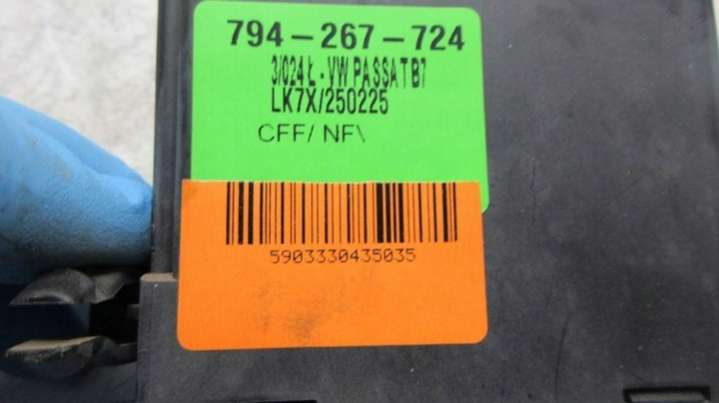 794-267-724
3/024Ł-VW PASSAT B7
LK7X/250225
CFF/ NF\
5903330435035